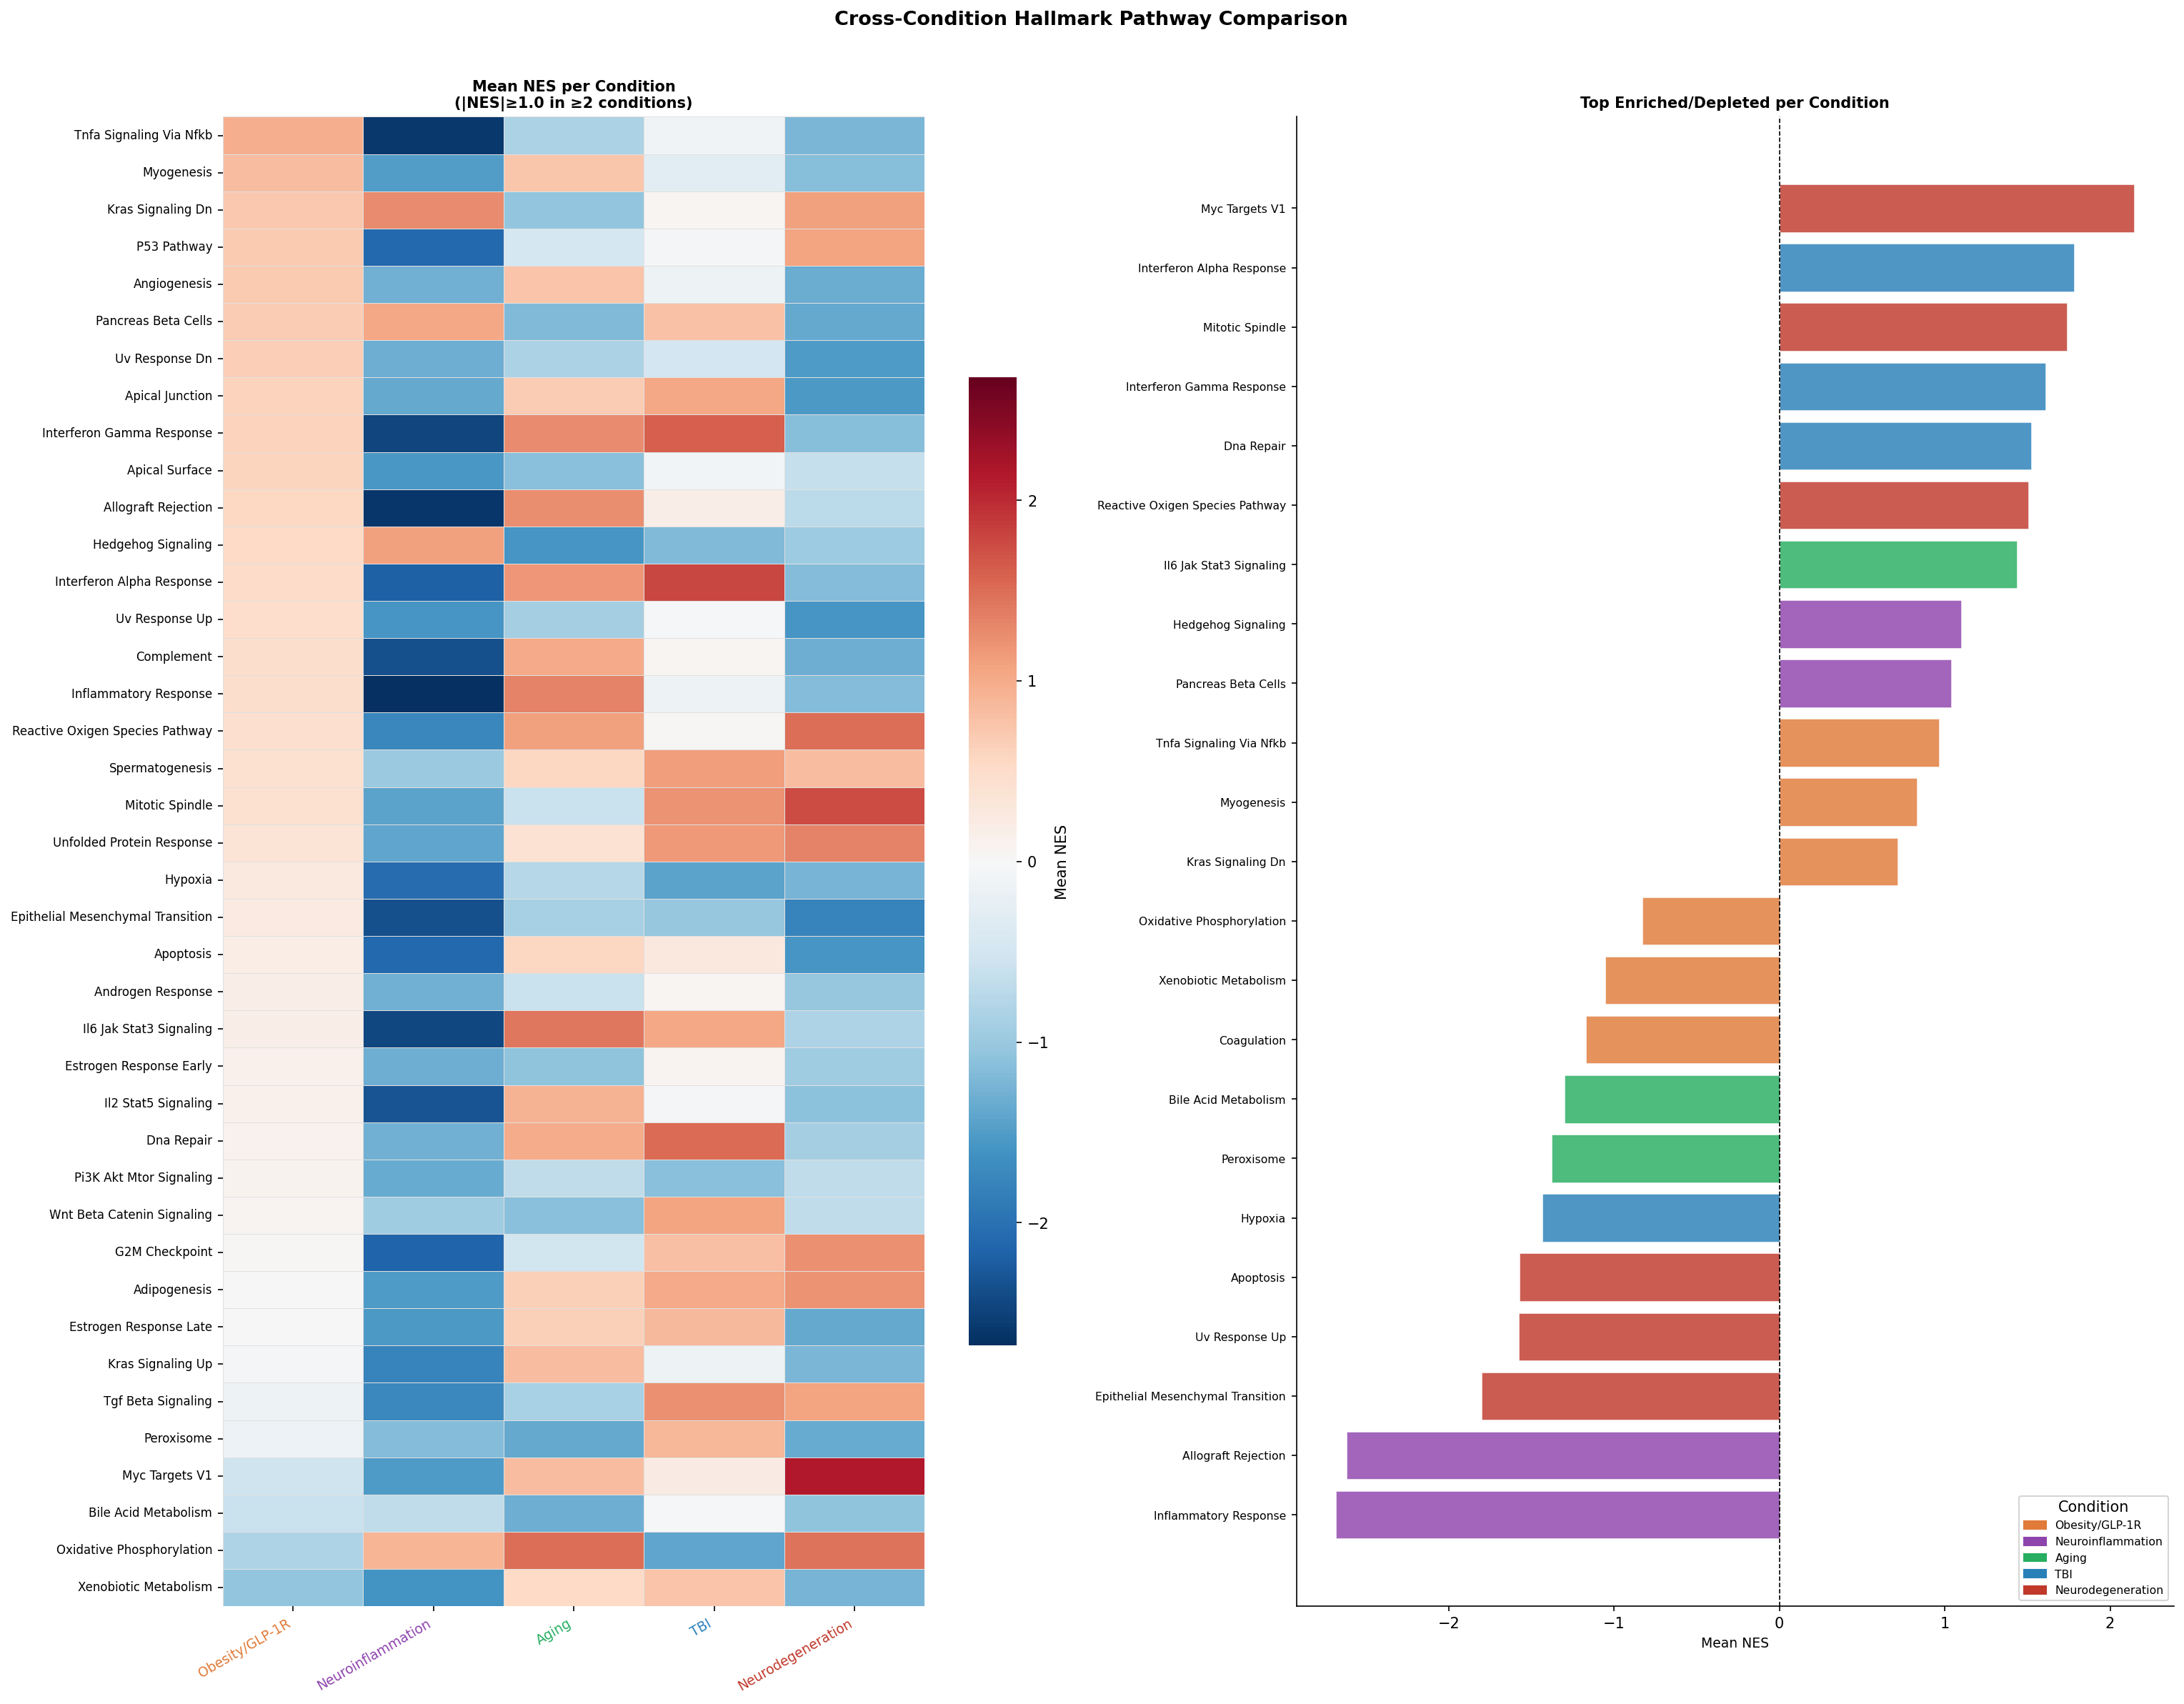 Cross-Condition Hallmark Pathway Comparison
Mean NES per Condition
(|NES|≥1.0 in ≥2 conditions)
Tnfa Signaling Via Nfkb
Myogenesis
Kras Signaling Dn
P53 Pathway
Angiogenesis
Pancreas Beta Cells
Uv Response Dn
Apical Junction
Interferon Gamma Response
Apical Surface
Allograft Rejection
Hedgehog Signaling
Interferon Alpha Response
Uv Response Up
Complement
Inflammatory Response
Reactive Oxigen Species Pathway
Spermatogenesis
Mitotic Spindle
Unfolded Protein Response
Hypoxia
Epithelial Mesenchymal Transition
Apoptosis
Androgen Response
Il6 Jak Stat3 Signaling
Estrogen Response Early
Il2 Stat5 Signaling
Dna Repair
Pi3K Akt Mtor Signaling
Wnt Beta Catenin Signaling
G2M Checkpoint
Adipogenesis
Estrogen Response Late
Kras Signaling Up
Tgf Beta Signaling
Peroxisome
Myc Targets V1
Bile Acid Metabolism
Oxidative Phosphorylation
Xenobiotic Metabolism
Obesity/GLP-1R
Neuroinflammation
Aging
TBI
Neurodegeneration
2
1
0
−1
−2
Mean NES
Top Enriched/Depleted per Condition
Myc Targets V1
Interferon Alpha Response
Mitotic Spindle
Interferon Gamma Response
Dna Repair
Reactive Oxigen Species Pathway
Il6 Jak Stat3 Signaling
Hedgehog Signaling
Pancreas Beta Cells
Tnfa Signaling Via Nfkb
Myogenesis
Kras Signaling Dn
Oxidative Phosphorylation
Xenobiotic Metabolism
Coagulation
Bile Acid Metabolism
Peroxisome
Hypoxia
Apoptosis
Uv Response Up
Epithelial Mesenchymal Transition
Allograft Rejection
Inflammatory Response
−2 −1 0 1 2
Mean NES
Condition
Obesity/GLP-1R
Neuroinflammation
Aging
TBI
Neurodegeneration